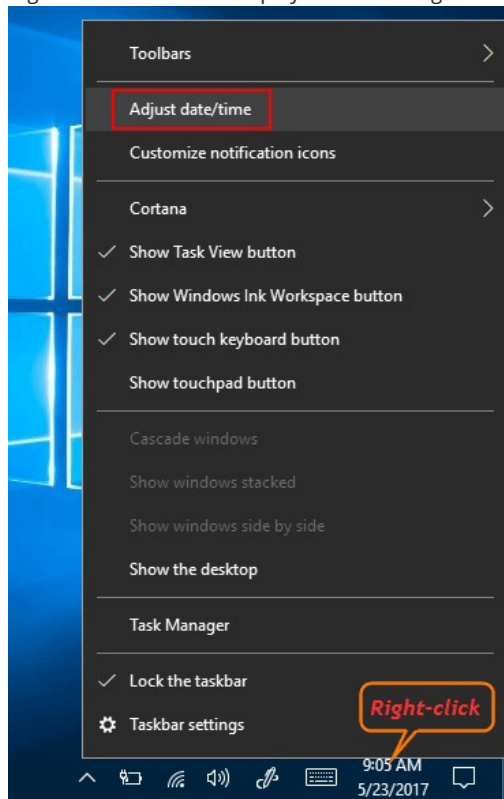 Toolbars
Adjust date/time
Customize notification icons
Cortana
Show Task View button
Show Windows Ink Workspace button
Show touch keyboard button
Show touchpad button
Cascade windows
Show windows stacked
Show windows side by side
Show the desktop
Task Manager
Lock the taskbar
Taskbar settings
Right-click
9:05 AM
5/23/2017